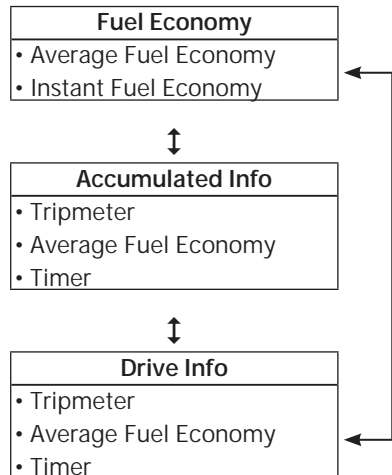 Fuel Economy
• Average Fuel Economy
• Instant Fuel Economy
Accumulated Info
• Tripmeter
• Average Fuel Economy
• Timer
Drive Info
• Tripmeter
• Average Fuel Economy
• Timer